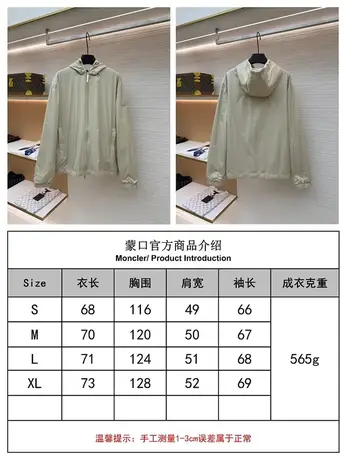 蒙口官方商品介绍
Moncler/ Product Introduction
Size 衣长 胸围 肩宽 袖长 成衣克重
S 68 116 49 66
M 70 120 50 67
L 71 124 51 68
XL 73 128 52 69
565g
温馨提示：手工测量1-3cm误差属于正常